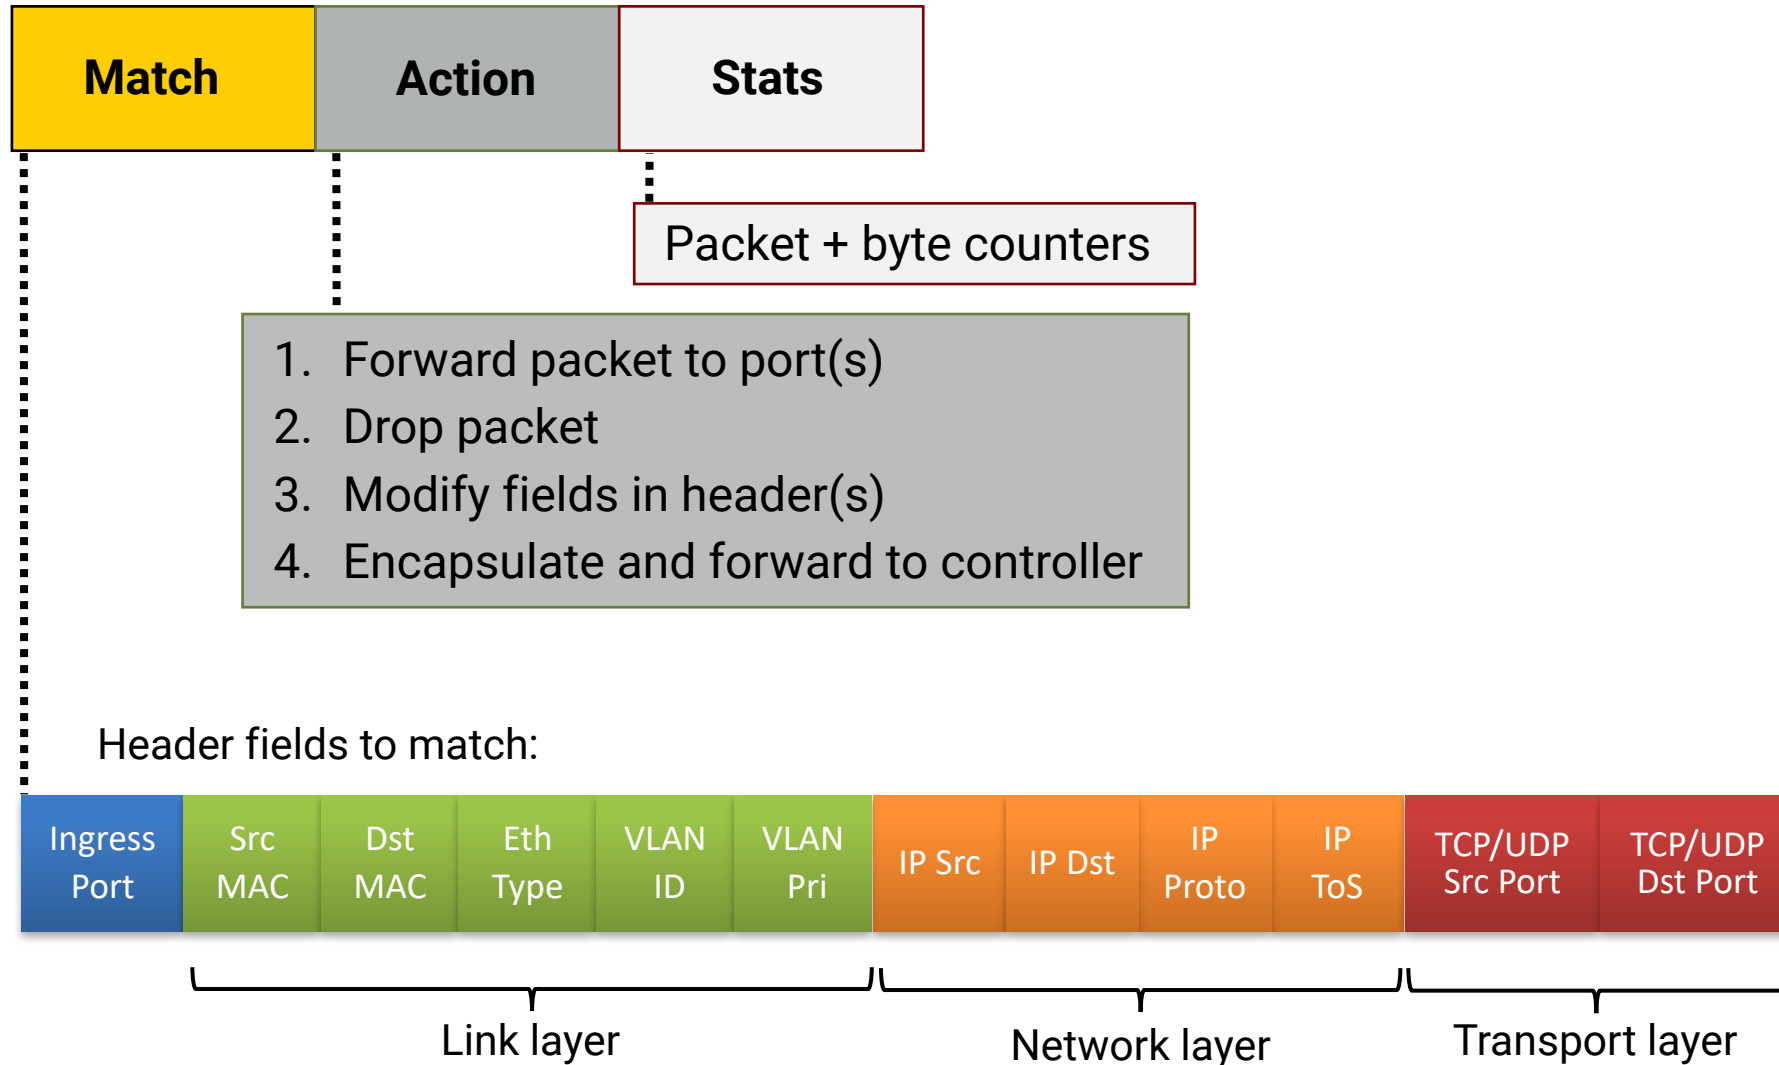 Match Action Stats
Packet + byte counters
1. Forward packet to port(s)
2. Drop packet
3. Modify fields in header(s)
4. Encapsulate and forward to controller
Header fields to match:
Ingress Port
Src MAC
Dst MAC
Eth Type
VLAN ID
VLAN Pri
IP Src
IP Dst
IP Proto
IP ToS
TCP/UDP Src Port
TCP/UDP Dst Port
Link layer
Network layer
Transport layer